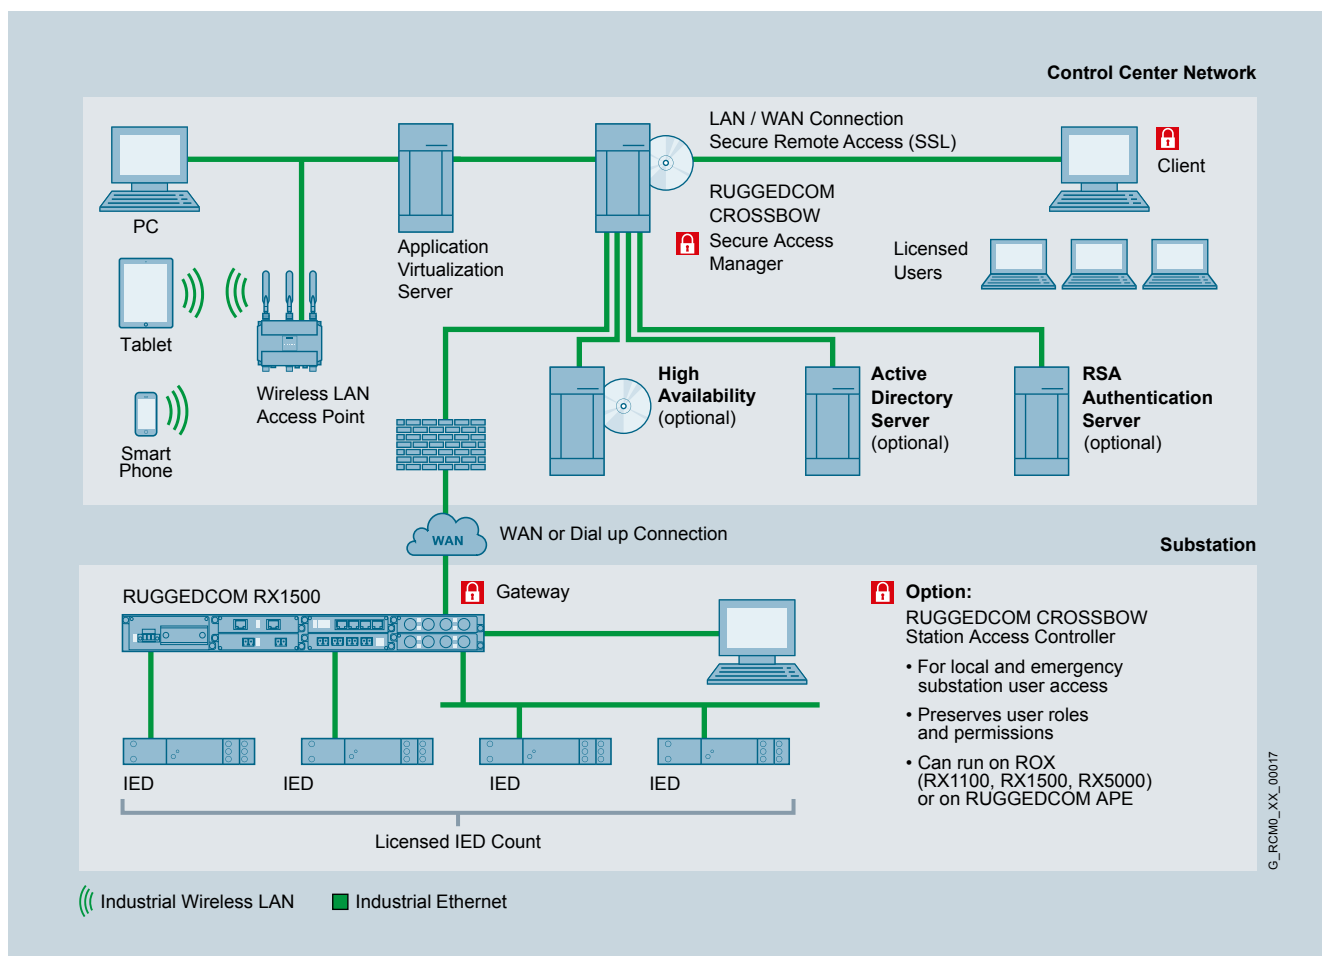 Control Center Network
LAN / WAN Connection
Secure Remote Access (SSL)
Client
PC
RUGGEDCOM
CROSSBOW
Secure Access
Manager
Application
Virtualization
Server
Licensed
Users
Tablet
Wireless LAN
Access Point
High
Availability
(optional)
Active
Directory
Server
(optional)
RSA
Authentication
Server
(optional)
Smart
Phone
WAN
WAN or Dial up Connection
Substation
RUGGEDCOM RX1500
Gateway
Option:
RUGGEDCOM CROSSBOW
Station Access Controller
• For local and emergency
substation user access
• Preserves user roles
and permissions
• Can run on ROX
(RX1100, RX1500, RX5000)
or on RUGGEDCOM APE
IED
IED
IED
IED
Licensed IED Count
G_RCM0_XX_00017
Industrial Wireless LAN
Industrial Ethernet